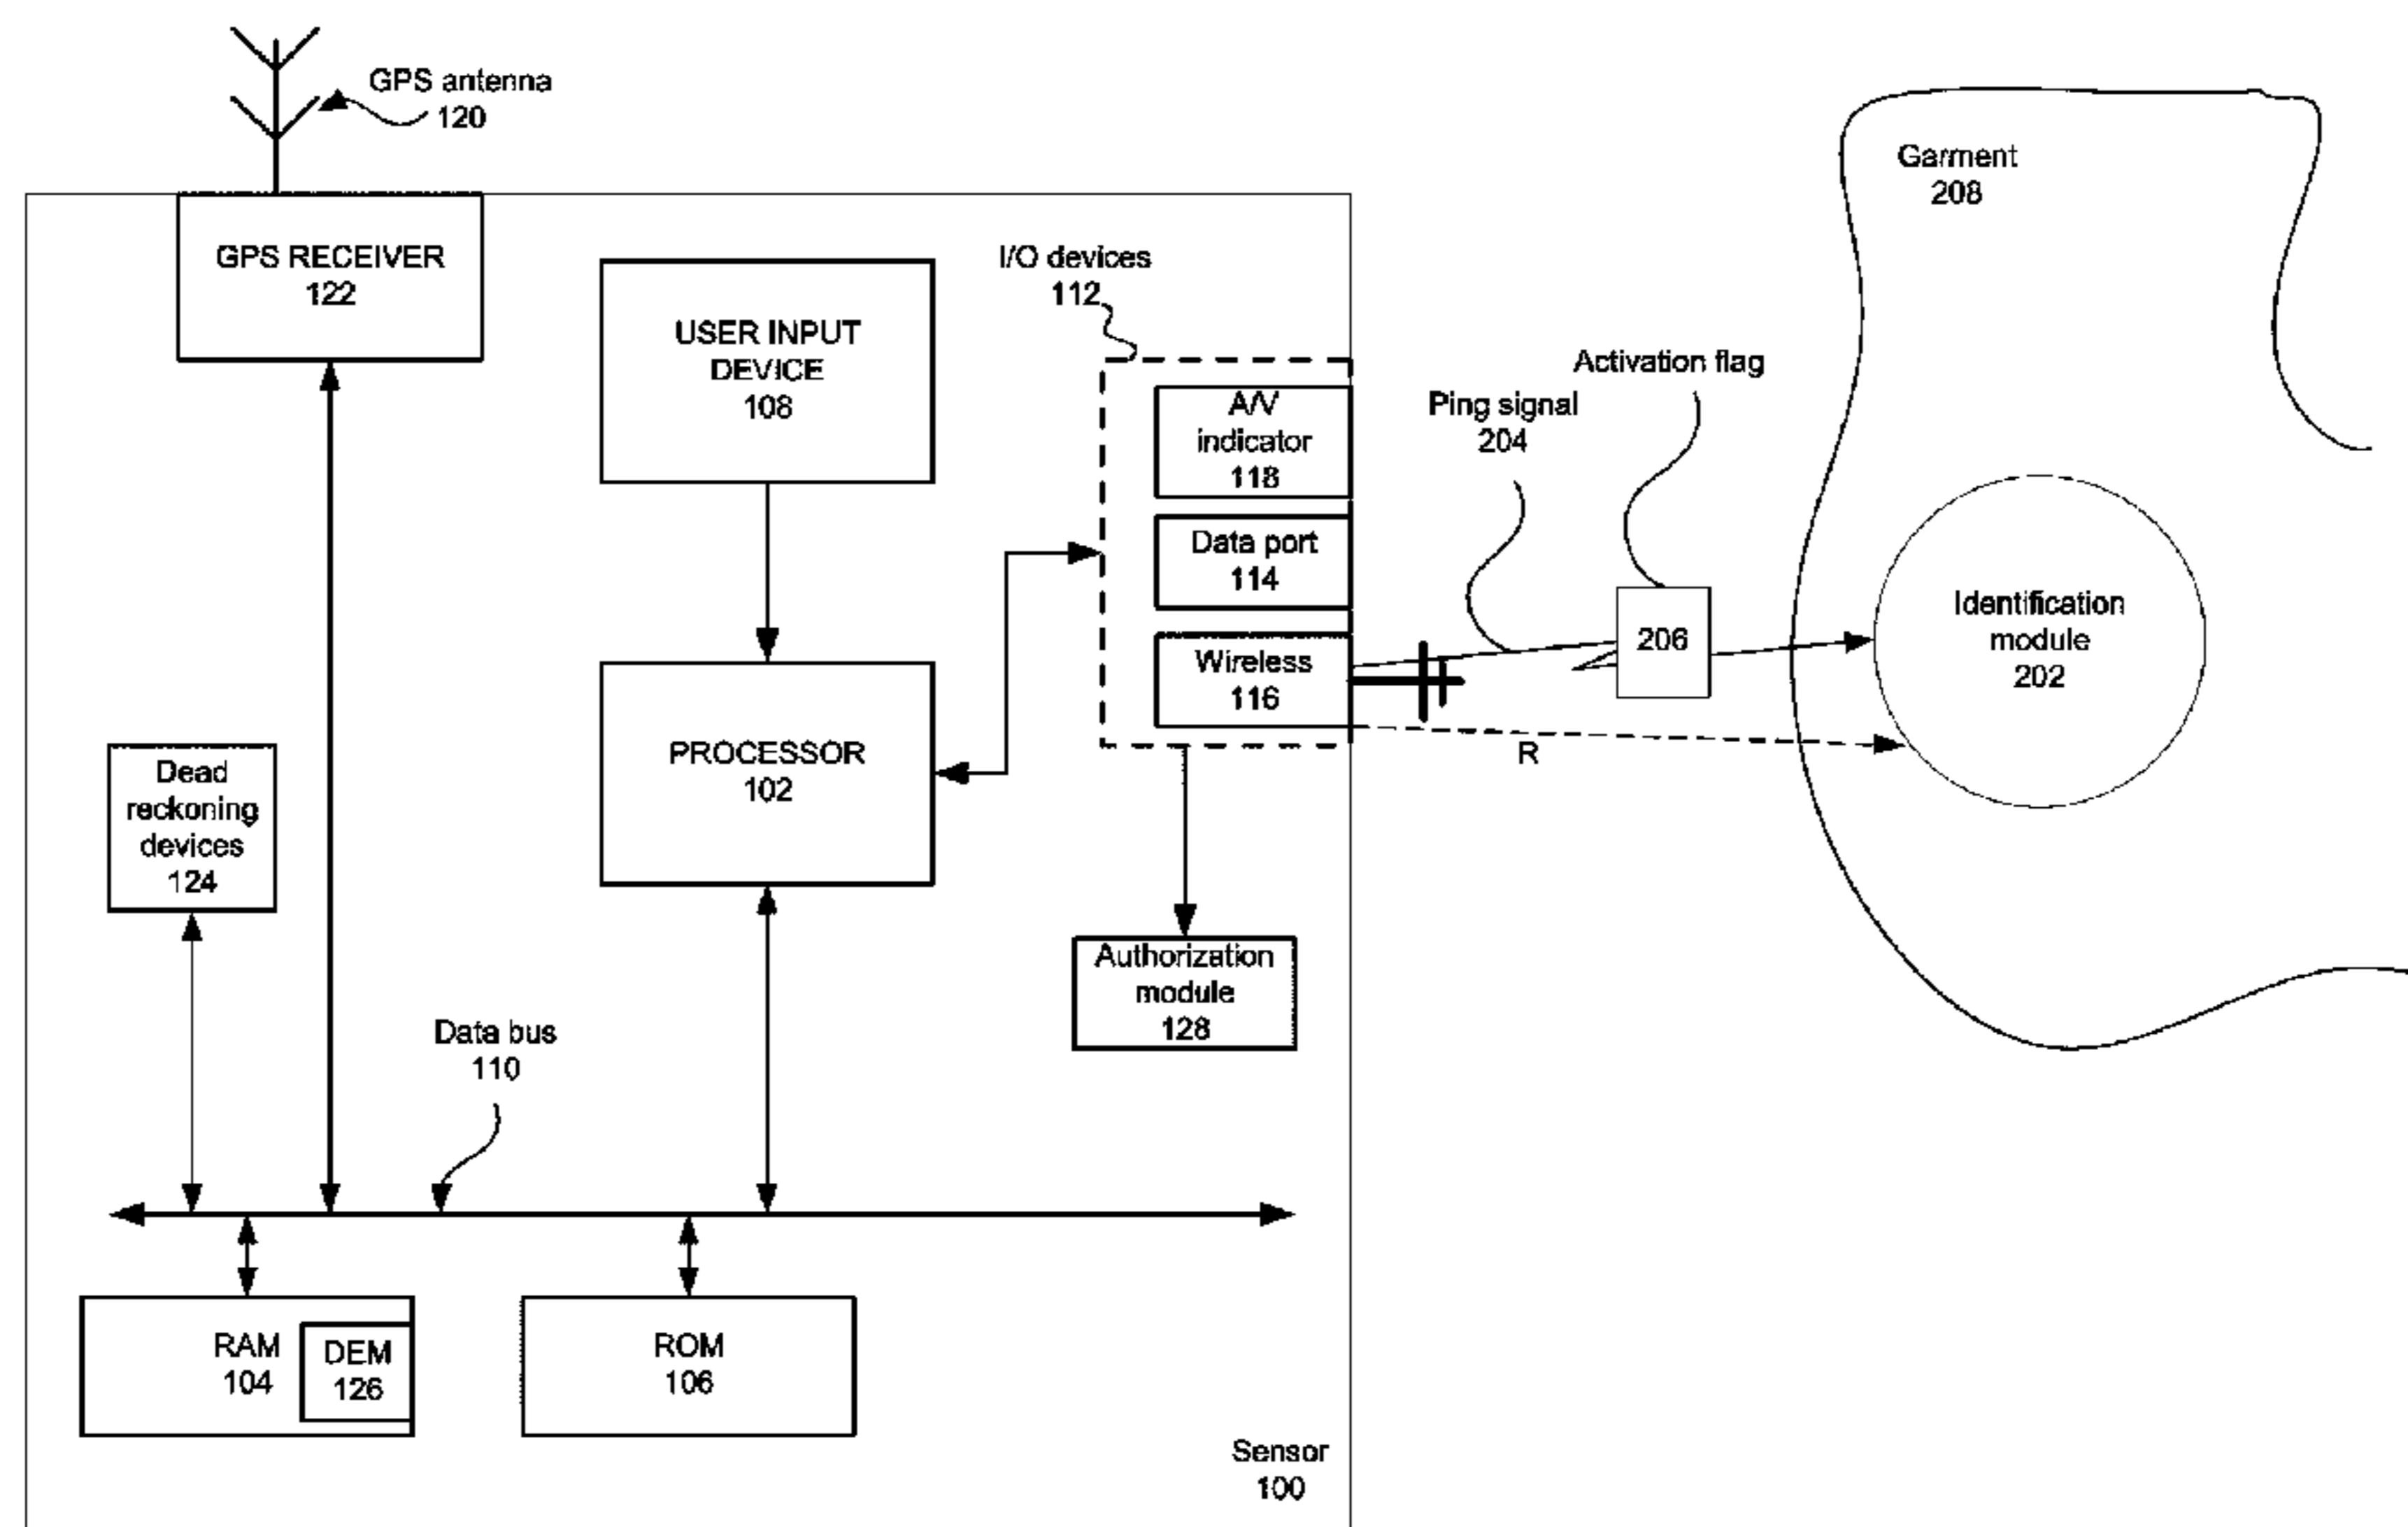 GPS antenna
120
Garment
208
GPS RECEIVER
122
I/O devices
112
USER INPUT
DEVICE
108
Activation flag
A/V
indicator
118
Ping signal
204
Data port
114
Identification
module
202
206
Wireless
116
R
PROCESSOR
102
Dead
reckoning
devices
124
Authorization
module
128
Data bus
110
RAM
104
DEM
126
ROM
106
Sensor
100